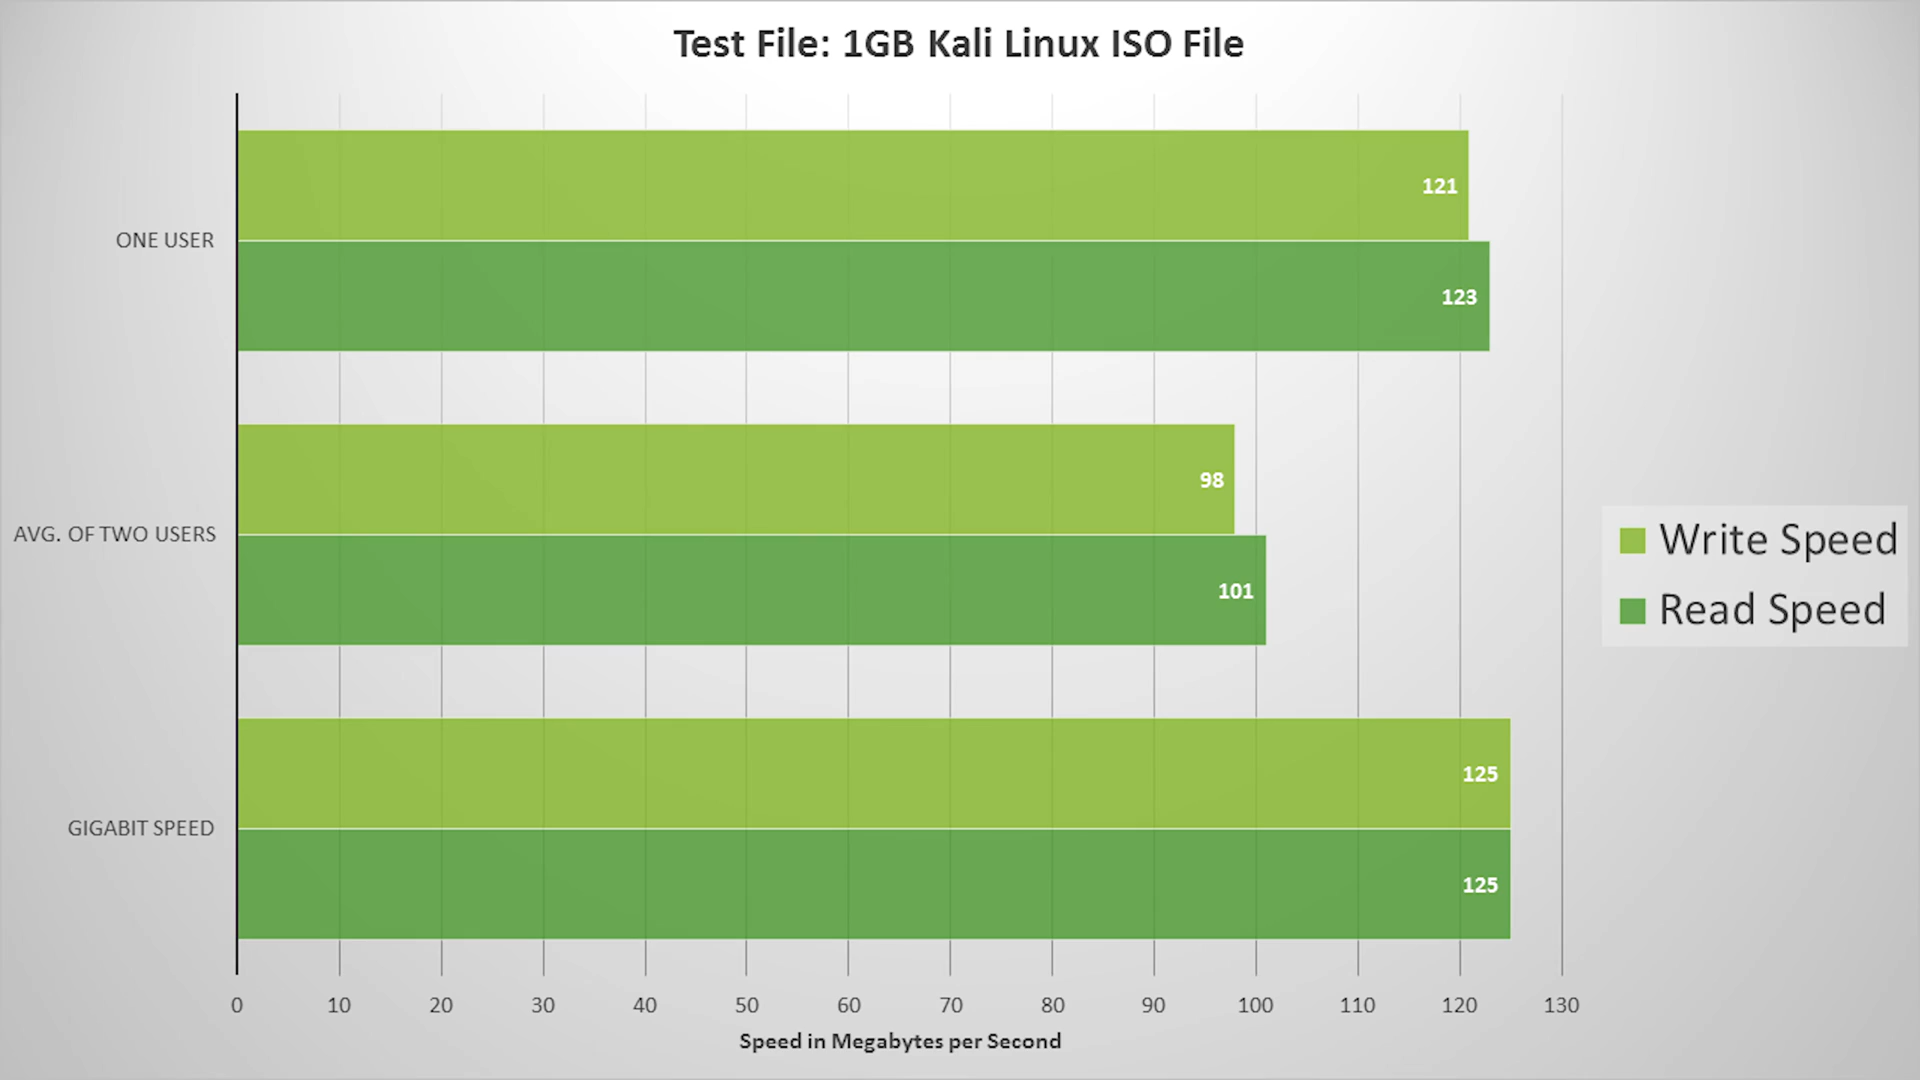 Test File: 1GB Kali Linux ISO File
ONE USER
121
123
AVG. OF TWO USERS
98
101
GIGABIT SPEED
125
125
Write Speed
Read Speed
0 10 20 30 40 50 60 70 80 90 100 110 120 130
Speed in Megabytes per Second